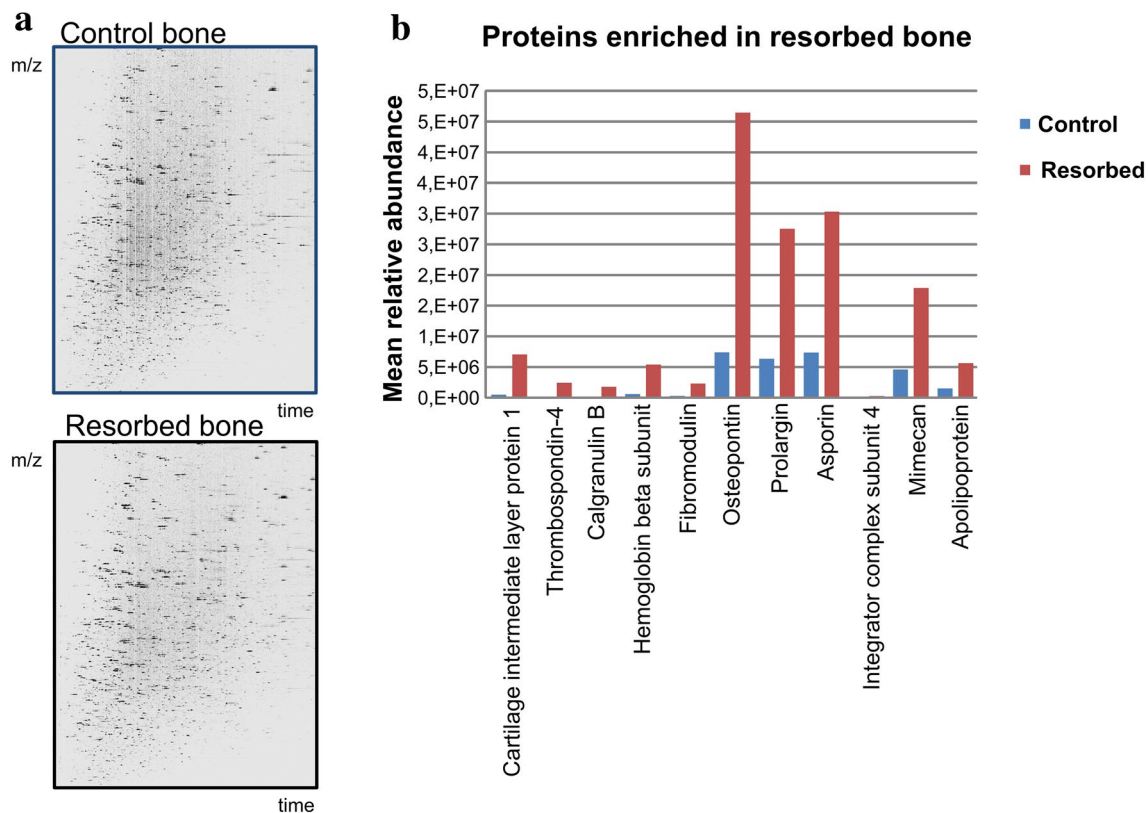 a
Control bone
m/z
time
Resorbed bone
m/z
time
b
Proteins enriched in resorbed bone
Mean relative abundance
5,E+07
5,E+07
4,E+07
4,E+07
3,E+07
3,E+07
2,E+07
2,E+07
1,E+07
5,E+06
0,E+00
Cartilage intermediate layer protein 1
Thrombospondin-4
Calgranulin B
Hemoglobin beta subunit
Fibromodulin
Osteopontin
Prolargin
Asporin
Integrator complex subunit 4
Mimecan
Apolipoprotein
Control
Resorbed